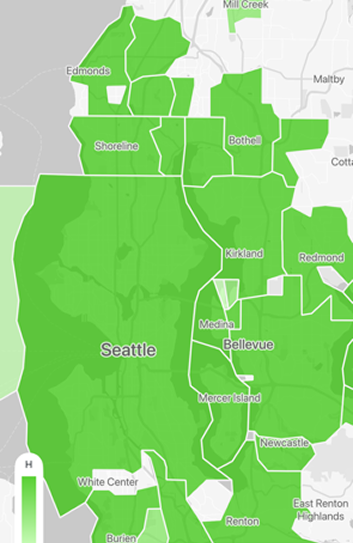 Mill Creek
Edmonds
Maltby
Shoreline
Bothell
Kirkland
Redmond
Medina
Seattle
Bellevue
Mercer Island
Newcastle
H
White Center
East Renton
Highlands
Renton
Burien